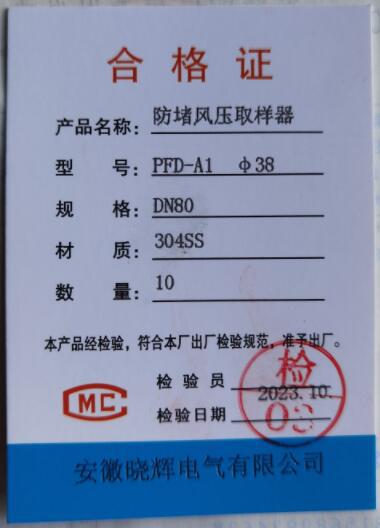 合格证
产品名称： 防堵风压取样器
型 号： PFD-A1 φ38
规 格： DN80
材 质： 304SS
数 量： 10
本产品经检验，符合本厂出厂检验规范，准予出厂。
检验员
检
MC
检验日期 2023.10.
03
安徽晓辉电气有限公司